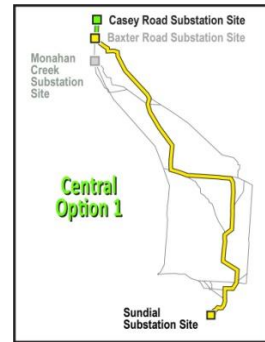 Casey Road Substation Site
Baxter Road Substation Site
Monahan
Creek
Substation
Site
Central
Option 1
Sundial
Substation Site